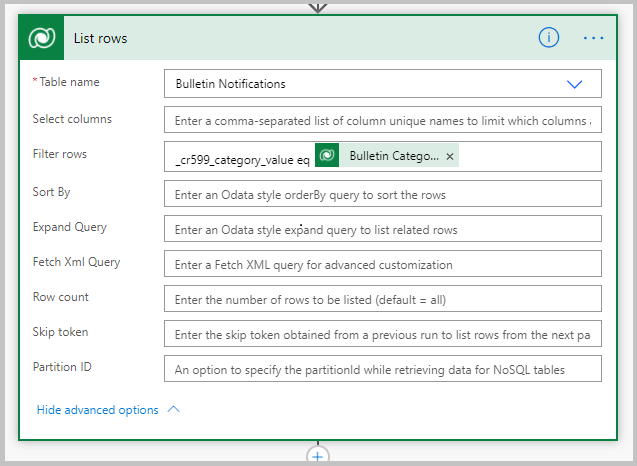 List rows
* Table name Bulletin Notifications
Select columns Enter a comma-separated list of column unique names to limit which columns a
Filter rows _cr599_category_value eq Bulletin Catego... ×
Sort By Enter an Odata style orderBy query to sort the rows
Expand Query Enter an Odata style expand query to list related rows
Fetch Xml Query Enter a Fetch XML query for advanced customization
Row count Enter the number of rows to be listed (default = all)
Skip token Enter the skip token obtained from a previous run to list rows from the next pa
Partition ID An option to specify the partitionId while retrieving data for NoSQL tables
Hide advanced options